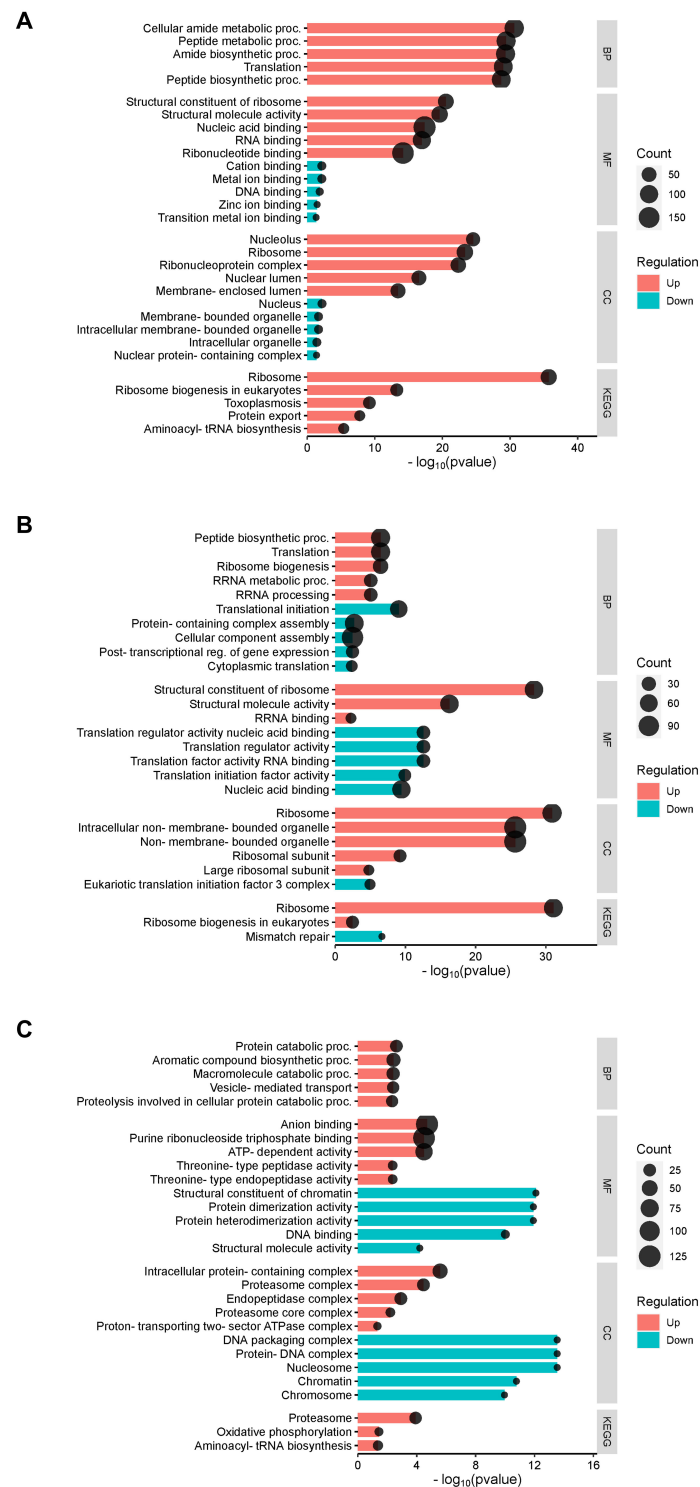 A
Cellular amide metabolic proc.
Peptide metabolic proc.
Amide biosynthetic proc.
Translation
Peptide biosynthetic proc.
BP
Structural constituent of ribosome
Structural molecule activity
Nucleic acid binding
RNA binding
Ribonucleotide binding
Cation binding
Metal ion binding
DNA binding
Zinc ion binding
Transition metal ion binding
MF
Nucleolus
Ribosome
Ribonucleoprotein complex
Nuclear lumen
Membrane- enclosed lumen
Nucleus
Membrane- bounded organelle
Intracellular membrane- bounded organelle
Intracellular organelle
Nuclear protein- containing complex
CC
Ribosome
Ribosome biogenesis in eukaryotes
Toxoplasmosis
Protein export
Aminoacyl- tRNA biosynthesis
KEGG
0 10 20 30 40
- log10(pvalue)
Count
50
100
150
Regulation
Up
Down
B
Peptide biosynthetic proc.
Translation
Ribosome biogenesis
RRNA metabolic proc.
RRNA processing
Translational initiation
Protein- containing complex assembly
Cellular component assembly
Post- transcriptional reg. of gene expression
Cytoplasmic translation
BP
Structural constituent of ribosome
Structural molecule activity
RRNA binding
Translation regulator activity nucleic acid binding
Translation regulator activity
Translation factor activity RNA binding
Translation initiation factor activity
Nucleic acid binding
MF
Ribosome
Intracellular non- membrane- bounded organelle
Non- membrane- bounded organelle
Ribosomal subunit
Large ribosomal subunit
Eukariotic translation initiation factor 3 complex
CC
Ribosome
Ribosome biogenesis in eukaryotes
Mismatch repair
KEGG
0 10 20 30
- log10(pvalue)
Count
30
60
90
Regulation
Up
Down
C
Protein catabolic proc.
Aromatic compound biosynthetic proc.
Macromolecule catabolic proc.
Vesicle- mediated transport
Proteolysis involved in cellular protein catabolic proc.
BP
Anion binding
Purine ribonucleoside triphosphate binding
ATP- dependent activity
Threonine- type peptidase activity
Threonine- type endopeptidase activity
Structural constituent of chromatin
Protein dimerization activity
Protein heterodimerization activity
DNA binding
Structural molecule activity
MF
Intracellular protein- containing complex
Proteasome complex
Endopeptidase complex
Proteasome core complex
Proton- transporting two- sector ATPase complex
DNA packaging complex
Protein- DNA complex
Nucleosome
Chromatin
Chromosome
CC
Proteasome
Oxidative phosphorylation
Aminoacyl- tRNA biosynthesis
KEGG
0 4 8 12 16
- log10(pvalue)
Count
25
50
75
100
125
Regulation
Up
Down